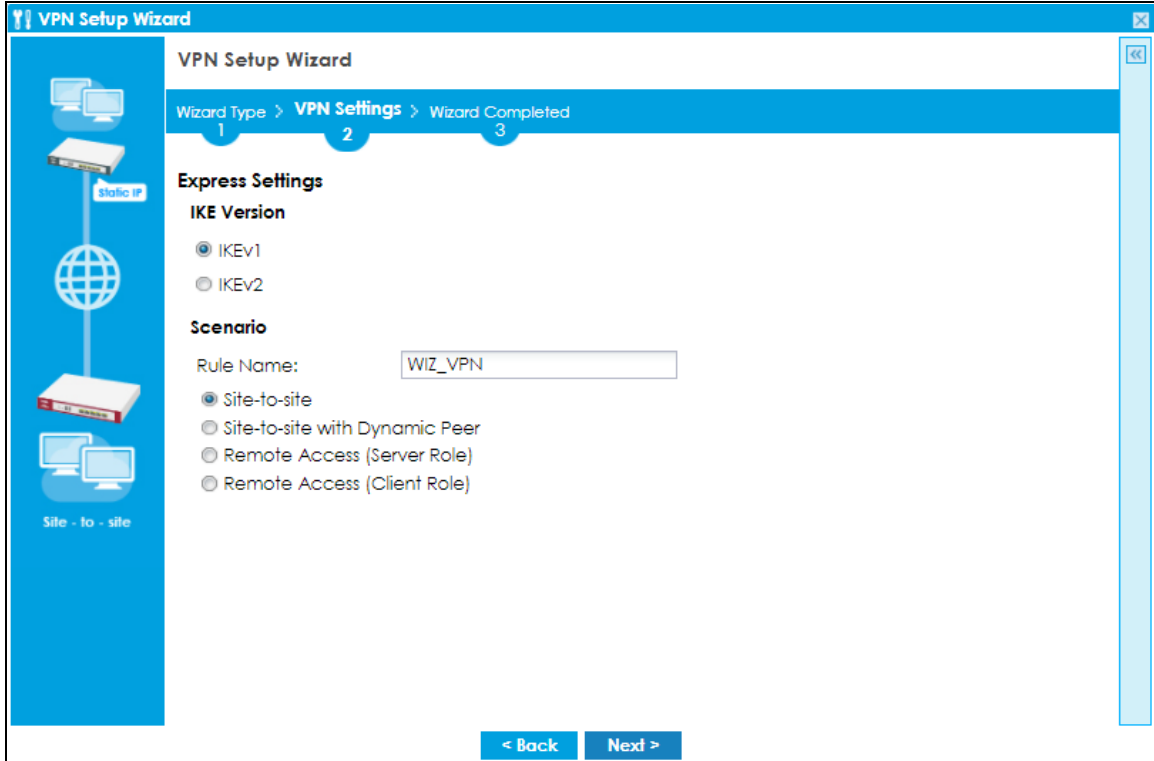 VPN Setup Wizard
VPN Setup Wizard
Wizard Type > VPN Settings > Wizard Completed
1 2 3
Static IP
Express Settings
IKE Version
IKEv1
IKEv2
Scenario
Rule Name: WIZ_VPN
Site-to-site
Site-to-site with Dynamic Peer
Remote Access (Server Role)
Remote Access (Client Role)
Site - to - site
< Back Next >